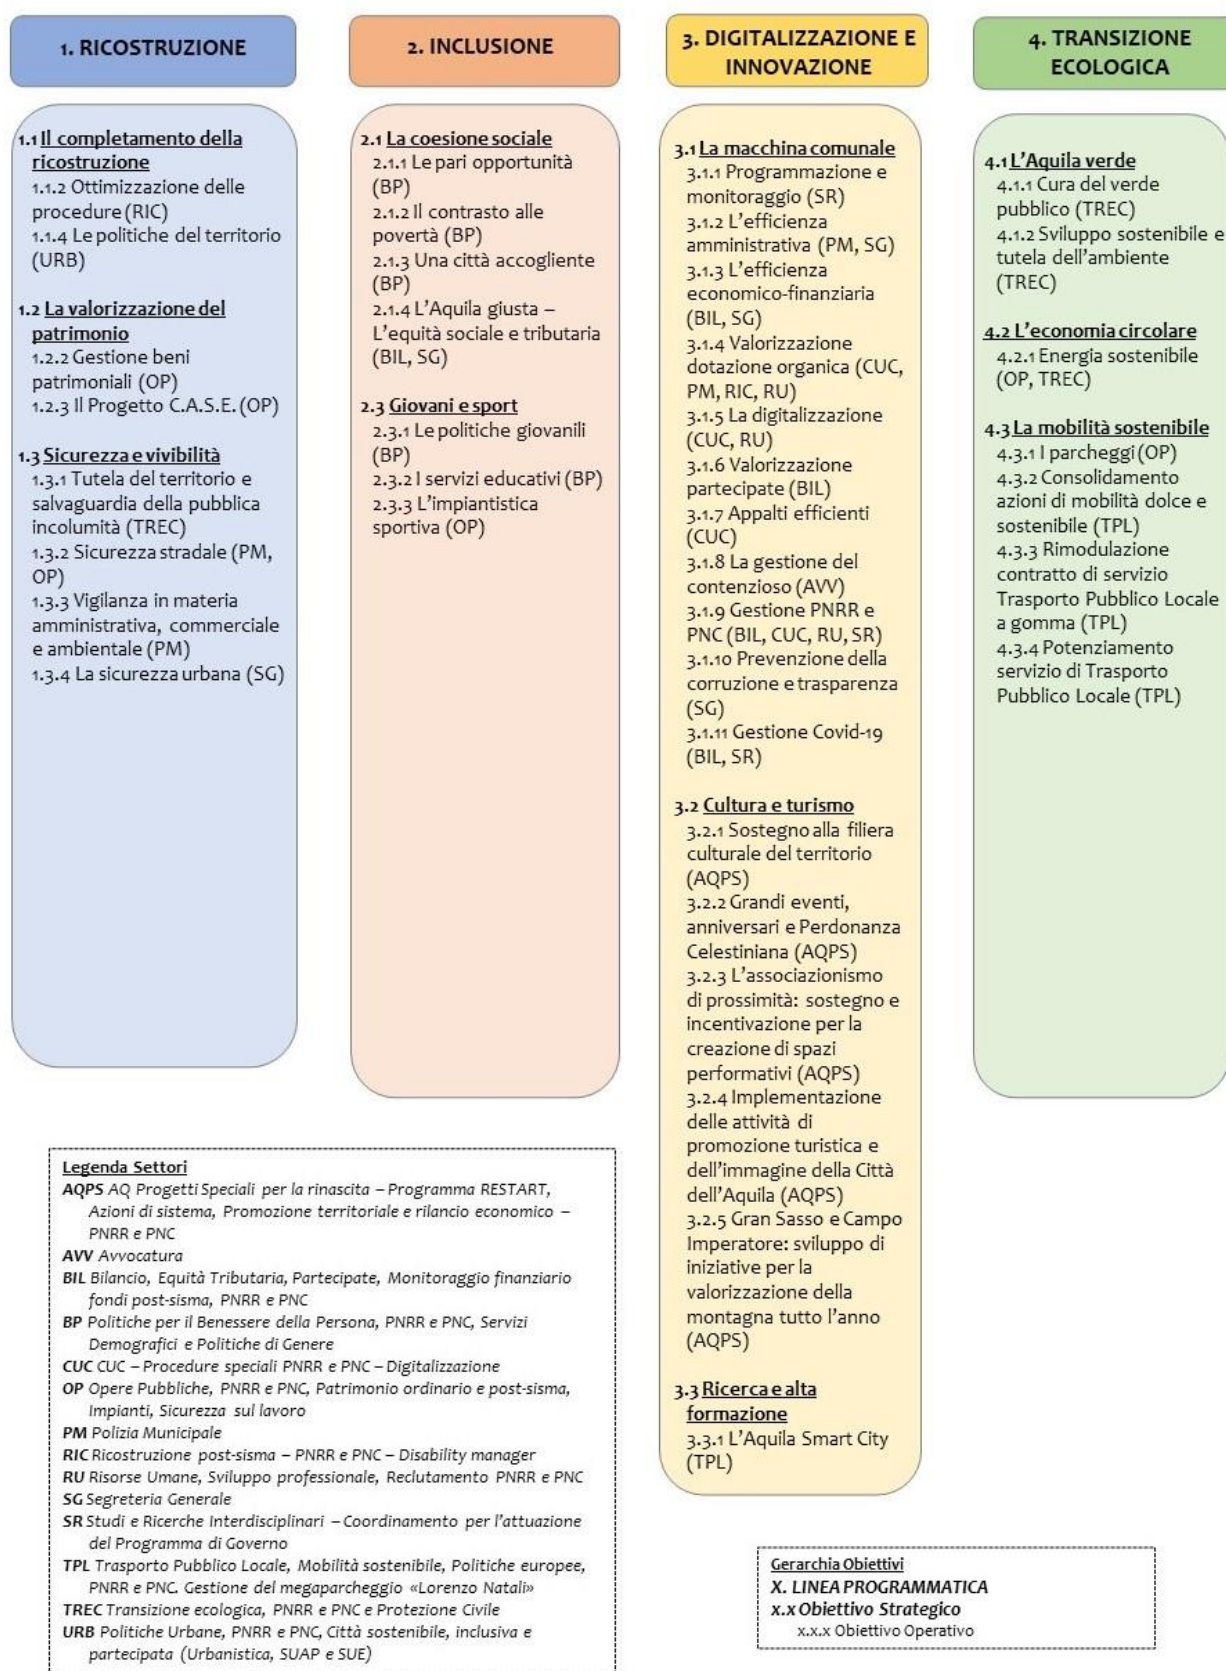 1. RICOSTRUZIONE
1.1 Il completamento della
ricostruzione
1.1.2 Ottimizzazione delle
procedure (RIC)
1.1.4 Le politiche del territorio
(URB)
1.2 La valorizzazione del
patrimonio
1.2.2 Gestione beni
patrimoniali (OP)
1.2.3 Il Progetto C.A.S.E. (OP)
1.3 Sicurezza e vivibilità
1.3.1 Tutela del territorio e
salvaguardia della pubblica
incolumità (TREC)
1.3.2 Sicurezza stradale (PM,
OP)
1.3.3 Vigilanza in materia
amministrativa, commerciale
e ambientale (PM)
1.3.4 La sicurezza urbana (SG)
2. INCLUSIONE
2.1 La coesione sociale
2.1.1 Le pari opportunità
(BP)
2.1.2 Il contrasto alle
povertà (BP)
2.1.3 Una città accogliente
(BP)
2.1.4 L'Aquila giusta –
L'equità sociale e tributaria
(BIL, SG)
2.3 Giovani e sport
2.3.1 Le politiche giovanili
(BP)
2.3.2 I servizi educativi (BP)
2.3.3 L'impiantistica
sportiva (OP)
3. DIGITALIZZAZIONE E
INNOVAZIONE
3.1 La macchina comunale
3.1.1 Programmazione e
monitoraggio (SR)
3.1.2 L'efficienza
amministrativa (PM, SG)
3.1.3 L'efficienza
economico-finanziaria
(BIL, SG)
3.1.4 Valorizzazione
dotazione organica (CUC,
PM, RIC, RU)
3.1.5 La digitalizzazione
(CUC, RU)
3.1.6 Valorizzazione
partecipate (BIL)
3.1.7 Appalti efficienti
(CUC)
3.1.8 La gestione del
contenzioso (AVV)
3.1.9 Gestione PNRR e
PNC (BIL, CUC, RU, SR)
3.1.10 Prevenzione della
corruzione e trasparenza
(SG)
3.1.11 Gestione Covid-19
(BIL, SR)
3.2 Cultura e turismo
3.2.1 Sostegno alla filiera
culturale del territorio
(AQPS)
3.2.2 Grandi eventi,
anniversari e Perdonanza
Celestiniana (AQPS)
3.2.3 L'associazionismo
di prossimità: sostegno e
incentivazione per la
creazione di spazi
performativi (AQPS)
3.2.4 Implementazione
delle attività di
promozione turistica e
dell'immagine della Città
dell'Aquila (AQPS)
3.2.5 Gran Sasso e Campo
Imperatore: sviluppo di
iniziative per la
valorizzazione della
montagna tutto l'anno
(AQPS)
3.3 Ricerca e alta
formazione
3.3.1 L'Aquila Smart City
(TPL)
4. TRANSIZIONE
ECOLOGICA
4.1 L'Aquila verde
4.1.1 Cura del verde
pubblico (TREC)
4.1.2 Sviluppo sostenibile e
tutela dell'ambiente
(TREC)
4.2 L'economia circolare
4.2.1 Energia sostenibile
(OP, TREC)
4.3 La mobilità sostenibile
4.3.1 I parcheggi (OP)
4.3.2 Consolidamento
azioni di mobilità dolce e
sostenibile (TPL)
4.3.3 Rimodulazione
contratto di servizio
Trasporto Pubblico Locale
a gomma (TPL)
4.3.4 Potenziamento
servizio di Trasporto
Pubblico Locale (TPL)
Legenda Settori
AQPS AQ Progetti Speciali per la rinascita – Programma RESTART,
Azioni di sistema, Promozione territoriale e rilancio economico –
PNRR e PNC
AVV Avvocatura
BIL Bilancio, Equità Tributaria, Partecipate, Monitoraggio finanziario
fondi post-sisma, PNRR e PNC
BP Politiche per il Benessere della Persona, PNRR e PNC, Servizi
Demografici e Politiche di Genere
CUC CUC – Procedure speciali PNRR e PNC – Digitalizzazione
OP Opere Pubbliche, PNRR e PNC, Patrimonio ordinario e post-sisma,
Impianti, Sicurezza sul lavoro
PM Polizia Municipale
RIC Ricostruzione post-sisma – PNRR e PNC – Disability manager
RU Risorse Umane, Sviluppo professionale, Reclutamento PNRR e PNC
SG Segreteria Generale
SR Studi e Ricerche Interdisciplinari – Coordinamento per l'attuazione
del Programma di Governo
TPL Trasporto Pubblico Locale, Mobilità sostenibile, Politiche europee,
PNRR e PNC. Gestione del megaparcheggio «Lorenzo Natali»
TREC Transizione ecologica, PNRR e PNC e Protezione Civile
URB Politiche Urbane, PNRR e PNC, Città sostenibile, inclusiva e
partecipata (Urbanistica, SUAP e SUE)
Gerarchia Obiettivi
X. LINEA PROGRAMMATICA
x.x Obiettivo Strategico
x.x.x Obiettivo Operativo